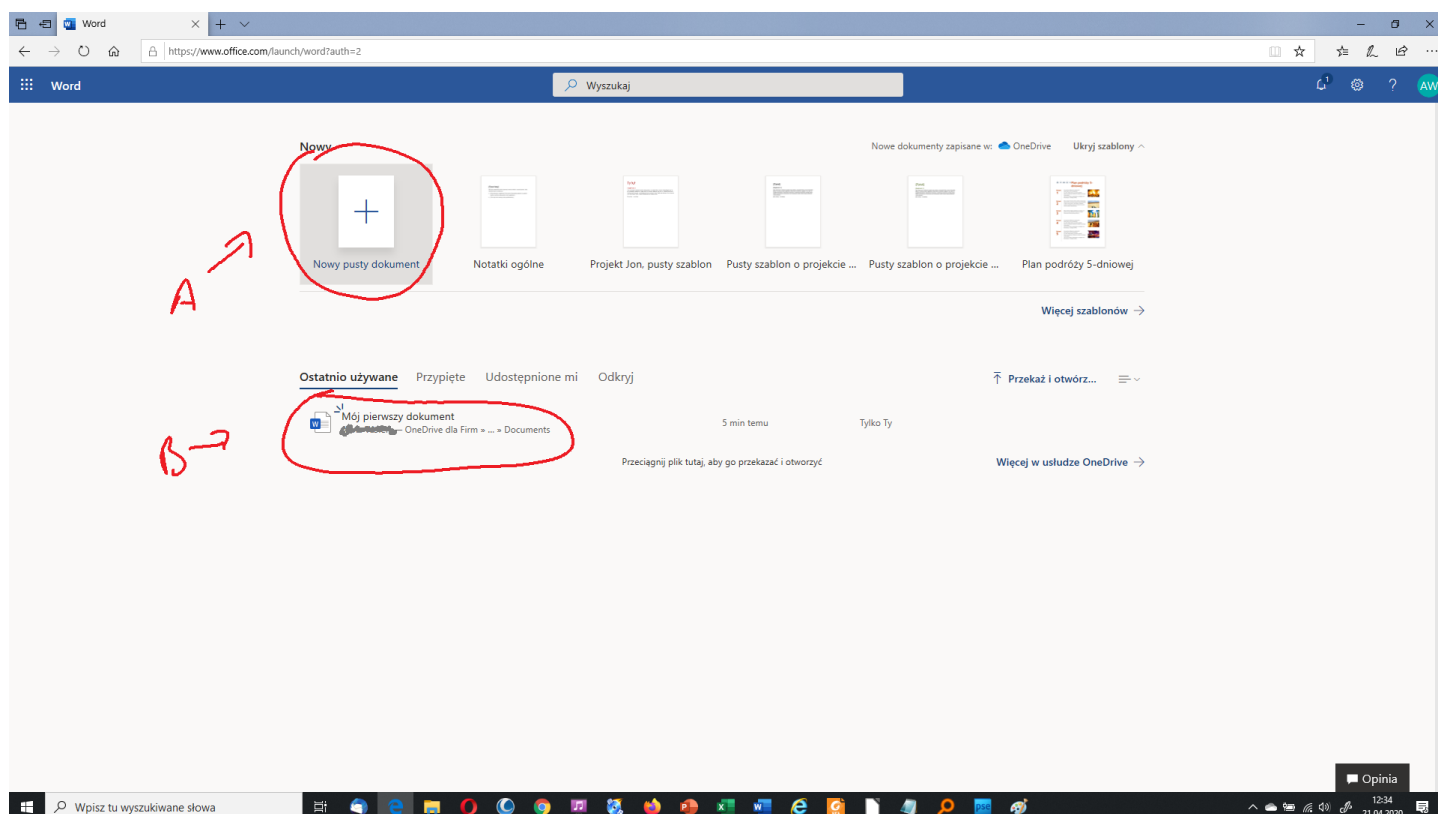 Word
https://www.office.com/launch/word?auth=2
Word
Wyszukaj
1
?
AW
Nowy
Nowe dokumenty zapisane w: OneDrive Ukryj szablony
Nowy pusty dokument
Notatki ogólne
Projekt Jon, pusty szablon
Pusty szablon o projekcie ...
Pusty szablon o projekcie ...
Plan podróży 5-dniowej
A
Więcej szablonów
Ostatnio używane Przypięte Udostępnione mi Odkryj
Przekaż i otwórz...
Mój pierwszy dokument
– OneDrive dla Firm » ... » Documents
5 min temu
Tylko Ty
B
Przeciągnij plik tutaj, aby go przekazać i otworzyć
Więcej w usłudze OneDrive
Opinia
Wpisz tu wyszukiwane słowa
12:34
21.04.2020